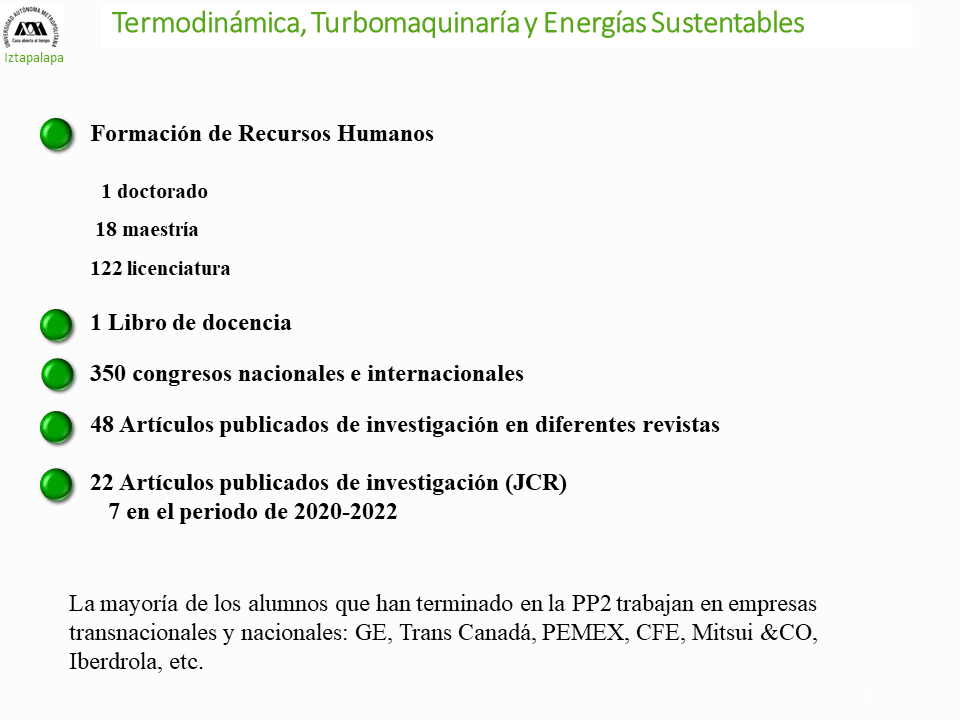 UNIVERSIDAD AUTÓNOMA METROPOLITANA
Casa abierta al tiempo
Iztapalapa
Termodinámica, Turbomaquinaría y Energías Sustentables
Formación de Recursos Humanos
1 doctorado
18 maestría
122 licenciatura
1 Libro de docencia
350 congresos nacionales e internacionales
48 Artículos publicados de investigación en diferentes revistas
22 Artículos publicados de investigación (JCR)
7 en el periodo de 2020-2022
La mayoría de los alumnos que han terminado en la PP2 trabajan en empresas
transnacionales y nacionales: GE, Trans Canadá, PEMEX, CFE, Mitsui &CO,
Iberdrola, etc.